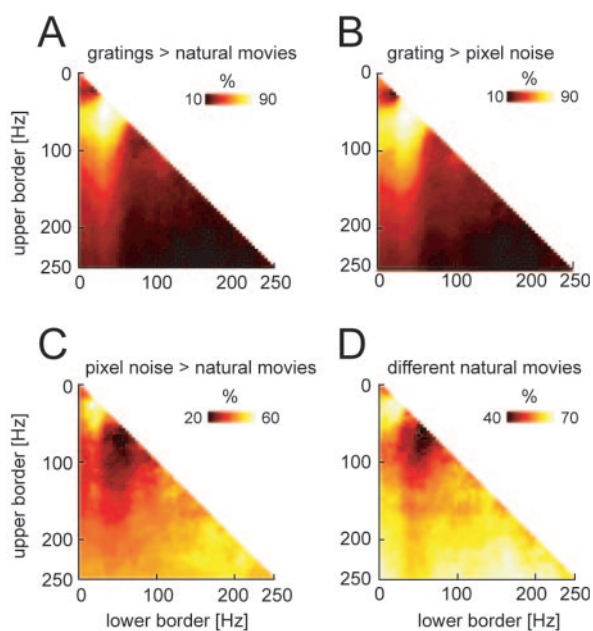 A
gratings > natural movies
%
10 90
0
100
200
250
upper border [Hz]
100 200 250
B
grating > pixel noise
%
10 90
0
100
200
250
100 200 250
C
pixel noise > natural movies
%
20 60
0
100
200
250
upper border [Hz]
0 100 200 250
lower border [Hz]
D
different natural movies
%
40 70
0
100
200
250
0 100 200 250
lower border [Hz]